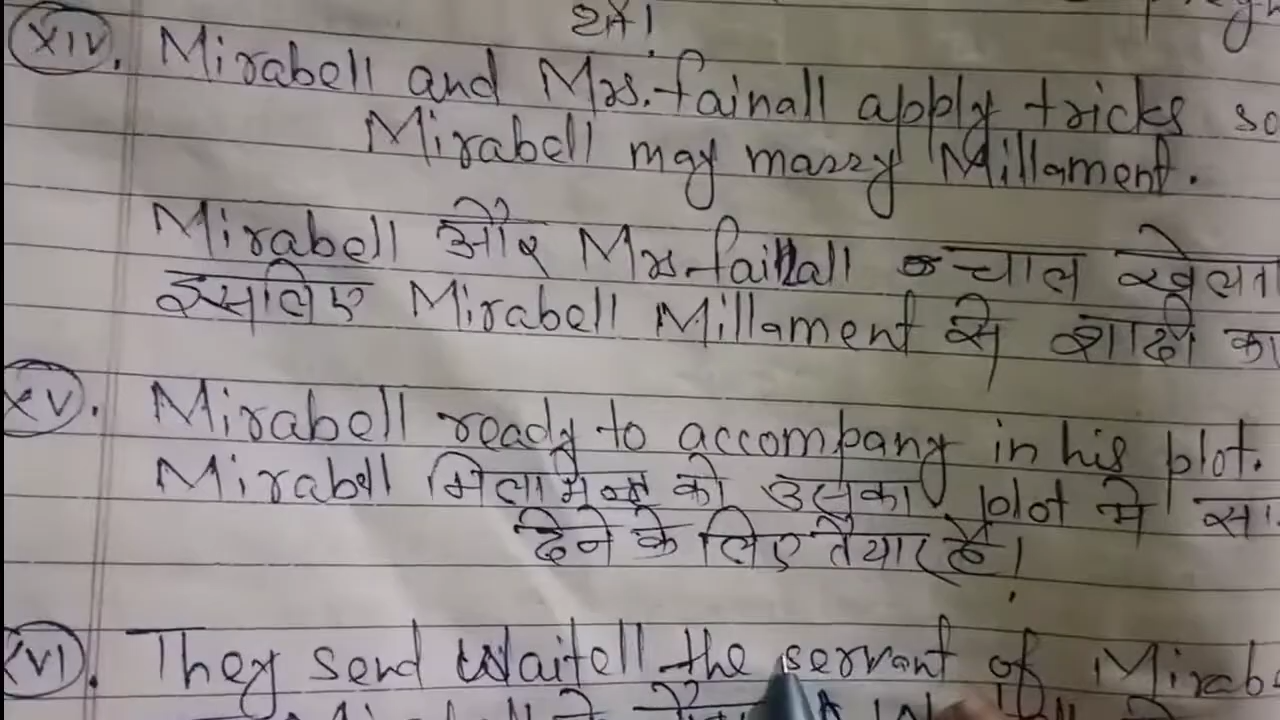 रत।
xiv. Mirabell and Mrs. fainall apply tricks so
Mirabell may marry Millament.
Mirabell और Mrs. fainall चाल खेलता
इसलिए Mirabell Millament से शादी का
xv. Mirabell ready to accompany in his plot.
Mirabell मिलामेन्ट को उसका plot मे सा
देने के लिए तैयार है।
xvi. They send Waitell the servant of Mirab